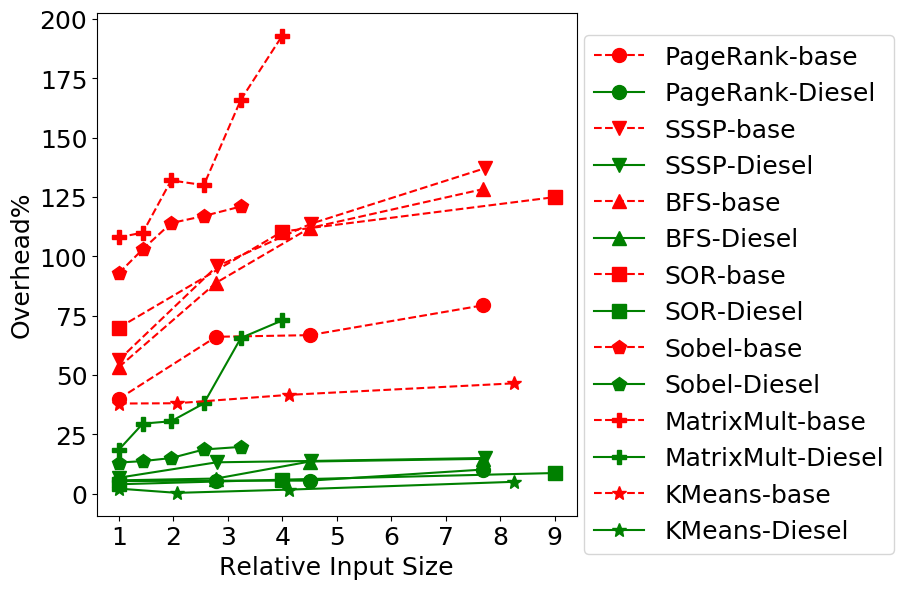 200
175
150
125
100
75
50
25
0
Overhead%
1 2 3 4 5 6 7 8 9
Relative Input Size
PageRank-base
PageRank-Diesel
SSSP-base
SSSP-Diesel
BFS-base
BFS-Diesel
SOR-base
SOR-Diesel
Sobel-base
Sobel-Diesel
MatrixMult-base
MatrixMult-Diesel
KMeans-base
KMeans-Diesel